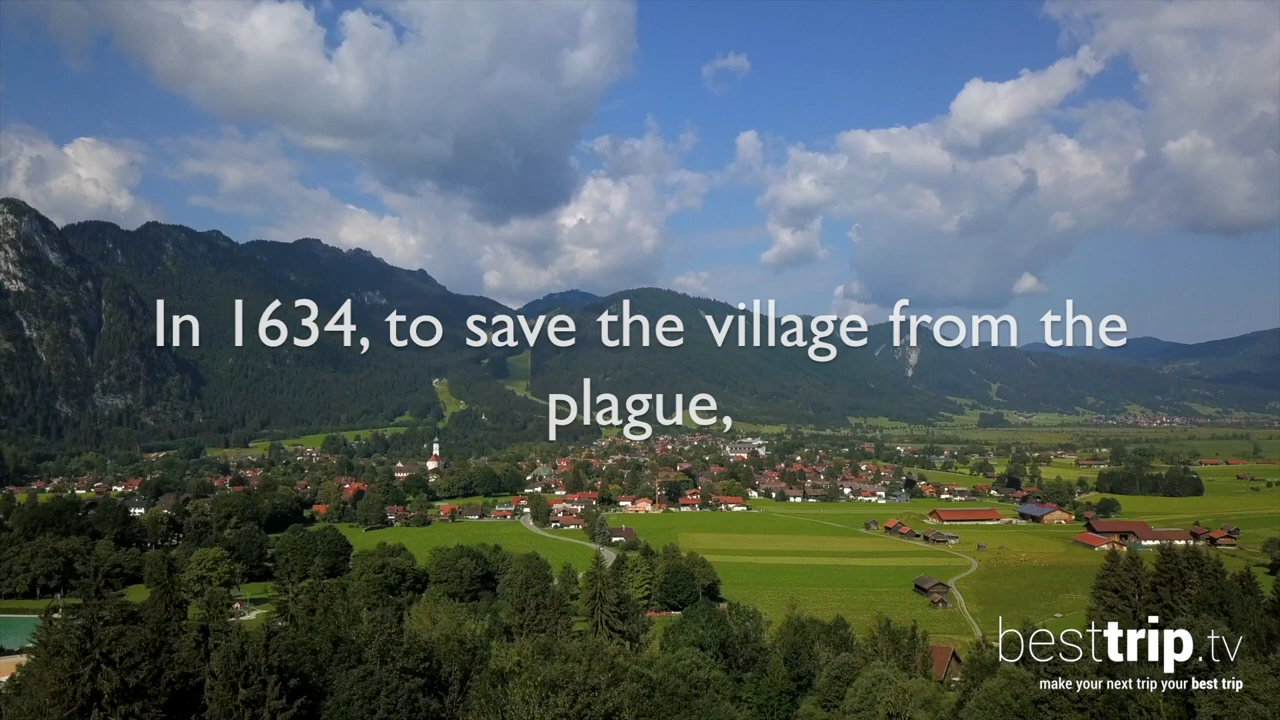 In 1634, to save the village from the
plague,
besttrip.tv
make your next trip your best trip